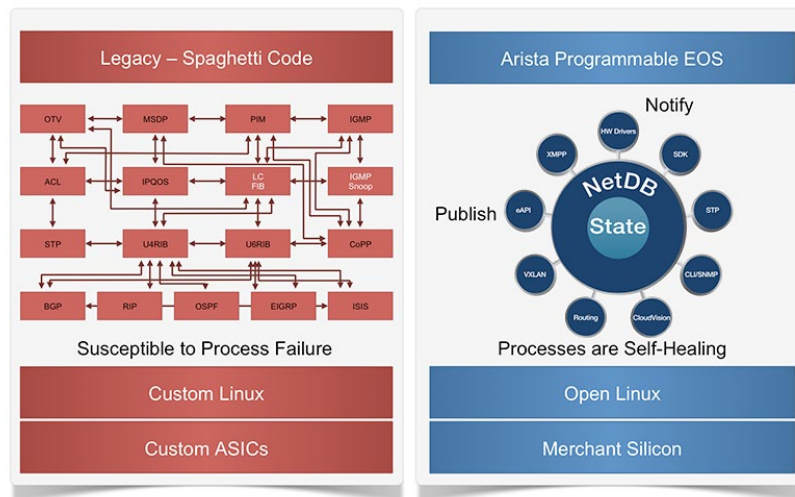 Legacy – Spaghetti Code
OTV
MSDP
PIM
IGMP
ACL
IPQOS
LC
FIB
IGMP
Snoop
STP
U4RIB
U6RIB
CoPP
BGP
RIP
OSPF
EIGRP
ISIS
Susceptible to Process Failure
Custom Linux
Custom ASICs
Arista Programmable EOS
Notify
Publish
HW Drivers
XMPP
SDK
eAPI
STP
VXLAN
CLI/SNMP
Routing
CloudVision
NetDB
State
Processes are Self-Healing
Open Linux
Merchant Silicon